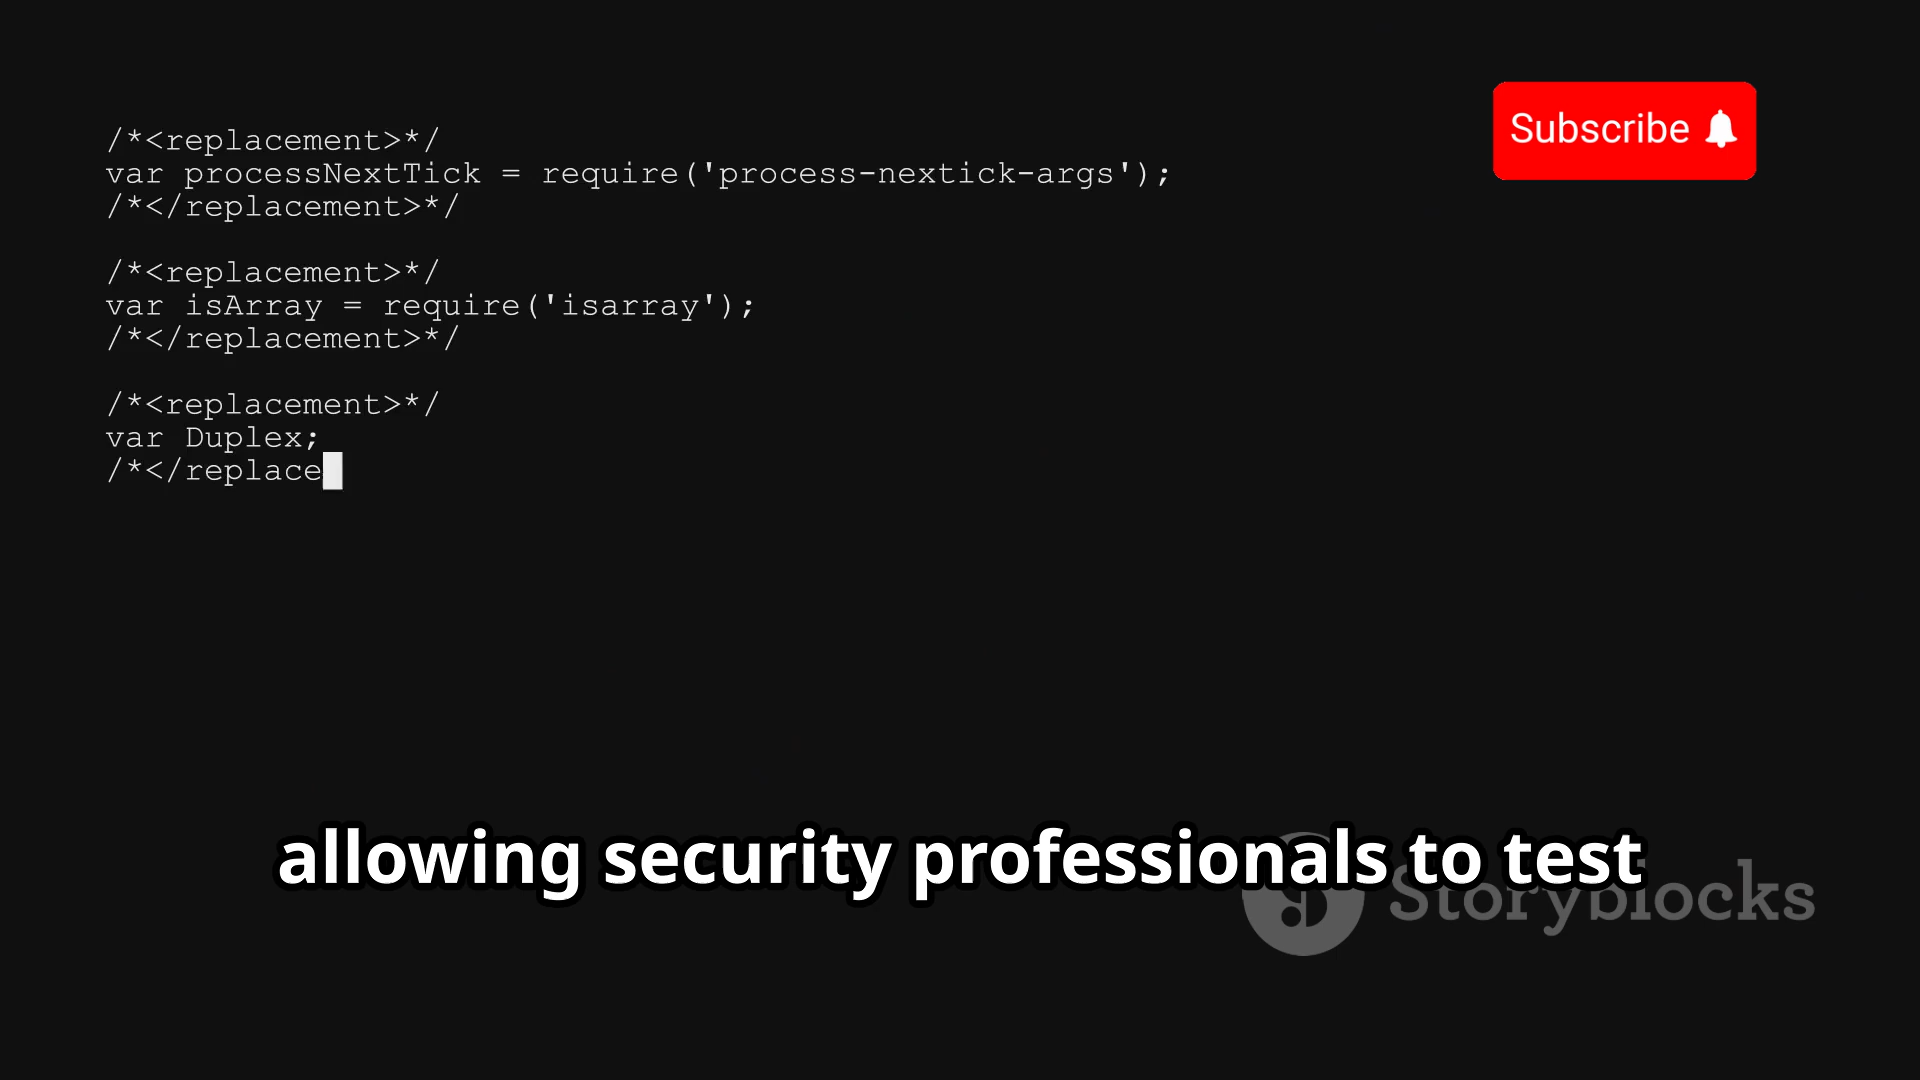 /*<replacement>*/
var processNextTick = require('process-nextick-args');
/*</replacement>*/
/*<replacement>*/
var isArray = require('isarray');
/*</replacement>*/
/*<replacement>*/
var Duplex;
/*</replace
Subscribe
allowing security professionals to test
Storyblocks